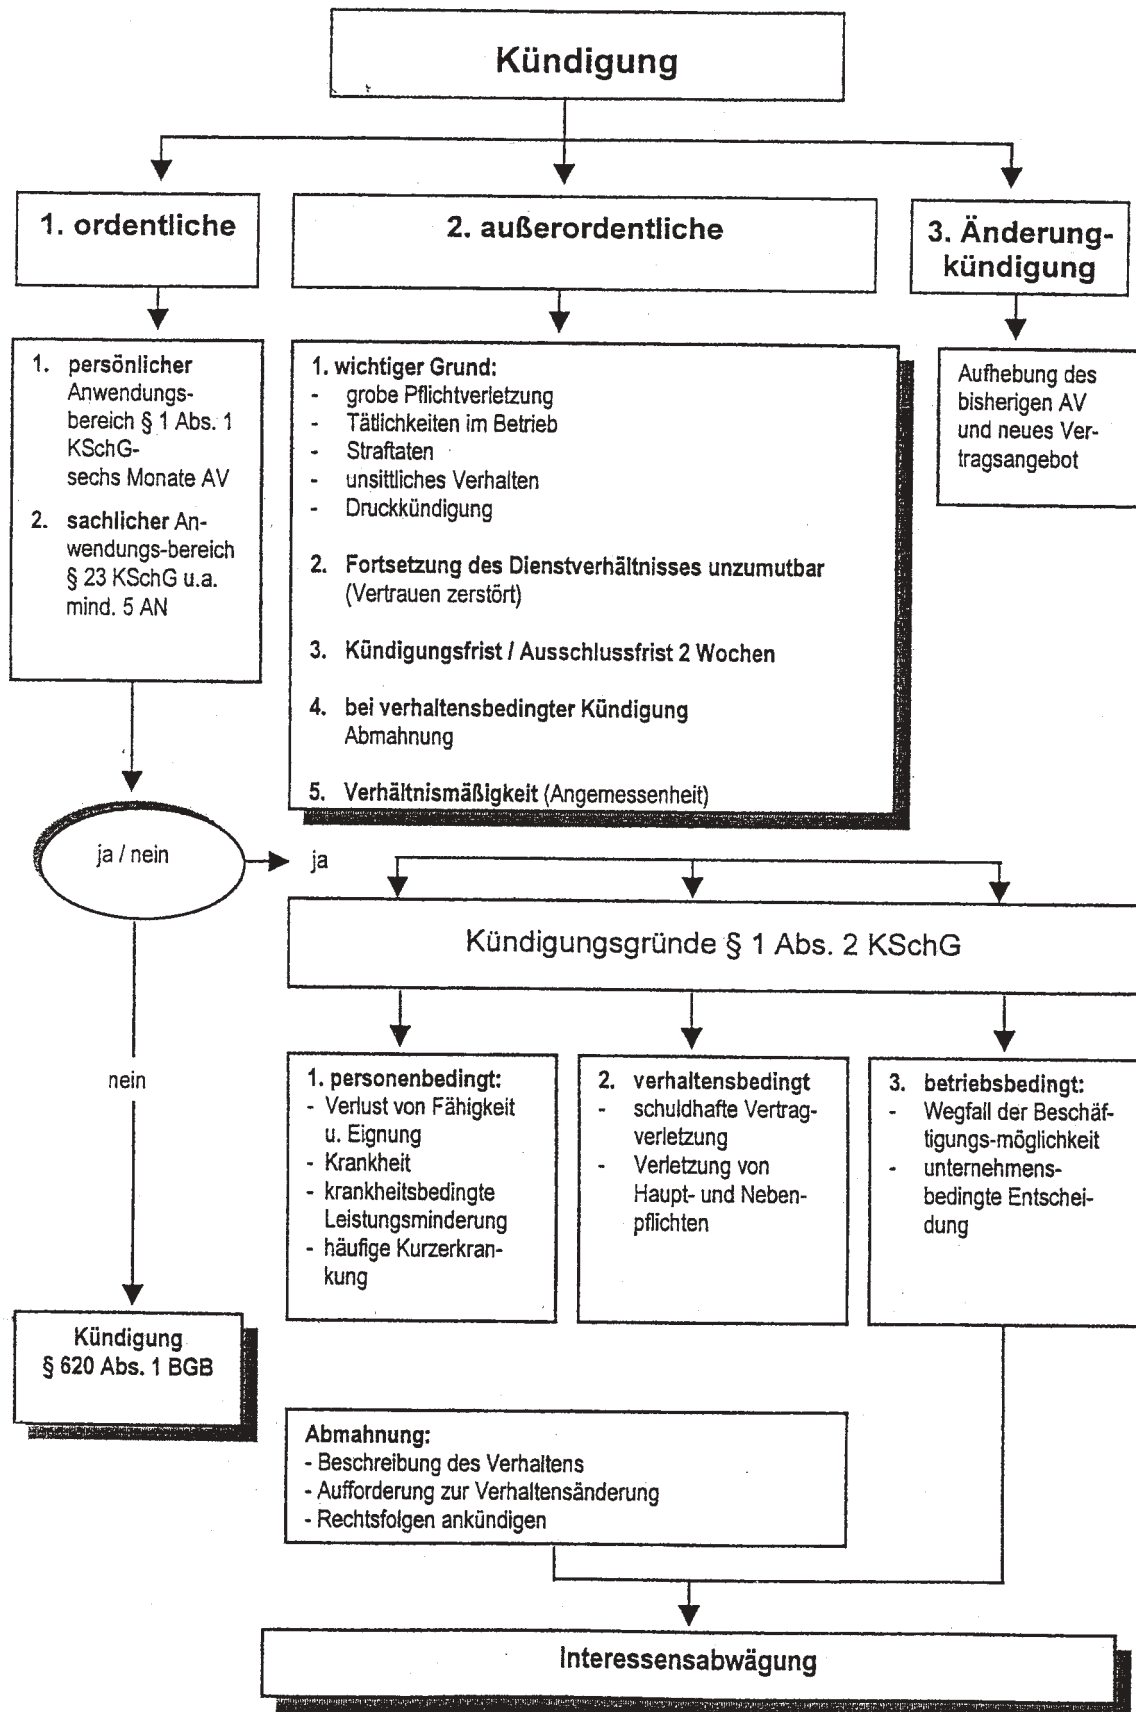 Kündigung
1. ordentliche
2. außerordentliche
3. Änderung-
kündigung
1. persönlicher
Anwendungs-
bereich § 1 Abs. 1
KSchG-
sechs Monate AV
2. sachlicher An-
wendungs-bereich
§ 23 KSchG u.a.
mind. 5 AN
1. wichtiger Grund:
- grobe Pflichtverletzung
- Tätlichkeiten im Betrieb
- Straftaten
- unsittliches Verhalten
- Druckkündigung
2. Fortsetzung des Dienstverhältnisses unzumutbar
(Vertrauen zerstört)
3. Kündigungsfrist / Ausschlussfrist 2 Wochen
4. bei verhaltensbedingter Kündigung
Abmahnung
5. Verhältnismäßigkeit (Angemessenheit)
Aufhebung des
bisherigen AV
und neues Ver-
tragsangebot
ja / nein
ja
Kündigungsgründe § 1 Abs. 2 KSchG
nein
1. personenbedingt:
- Verlust von Fähigkeit
u. Eignung
- Krankheit
- krankheitsbedingte
Leistungsminderung
- häufige Kurzerkran-
kung
2. verhaltensbedingt
- schuldhafte Vertrag-
verletzung
- Verletzung von
Haupt- und Neben-
pflichten
3. betriebsbedingt:
- Wegfall der Beschäf-
tigungs-möglichkeit
- unternehmens-
bedingte Entschei-
dung
Kündigung
§ 620 Abs. 1 BGB
Abmahnung:
- Beschreibung des Verhaltens
- Aufforderung zur Verhaltensänderung
- Rechtsfolgen ankündigen
Interessensabwägung